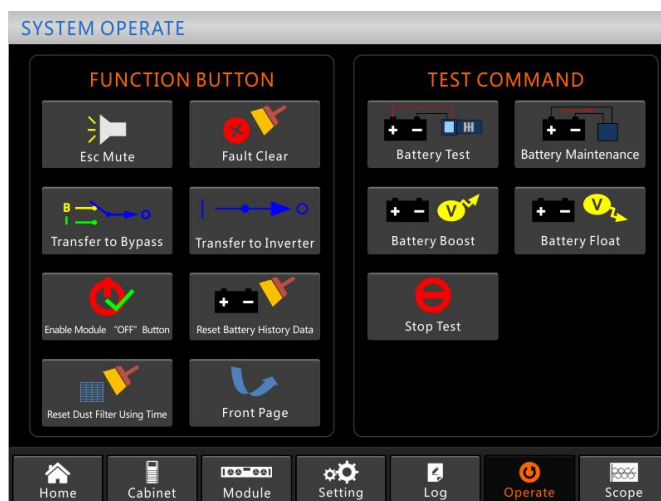 SYSTEM OPERATE
FUNCTION BUTTON
Esc Mute
Fault Clear
B
I
O
Transfer to Bypass
I
O
Transfer to Inverter
Enable Module “OFF” Button
+ -
Reset Battery History Data
Reset Dust Filter Using Time
Front Page
TEST COMMAND
+ -
Battery Test
+ -
Battery Maintenance
+ - V
Battery Boost
+ - V
Battery Float
Stop Test
Home
Cabinet
Module
Setting
Log
Operate
Scope